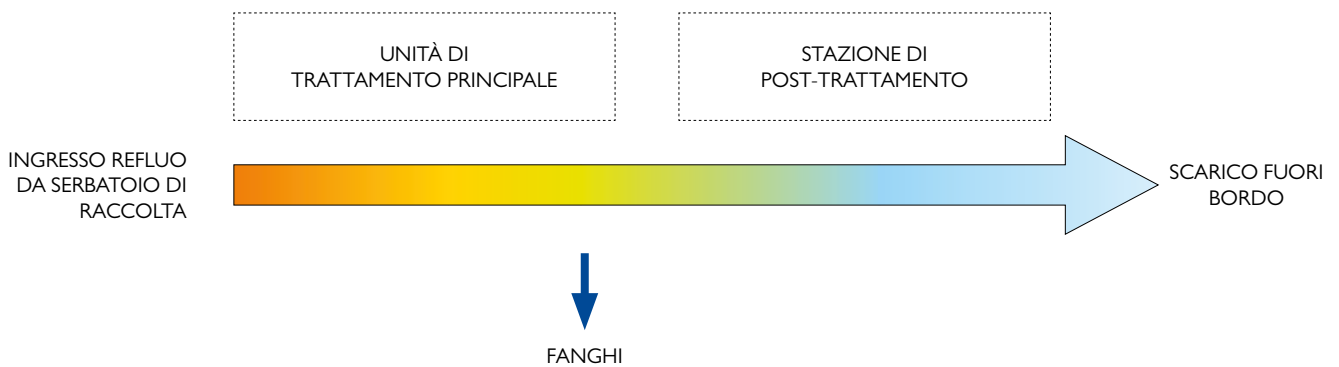 UNITÀ DI
TRATTAMENTO PRINCIPALE
STAZIONE DI
POST-TRATTAMENTO
INGRESSO REFLUO
DA SERBATOIO DI
RACCOLTA
SCARICO FUORI
BORDO
FANGHI